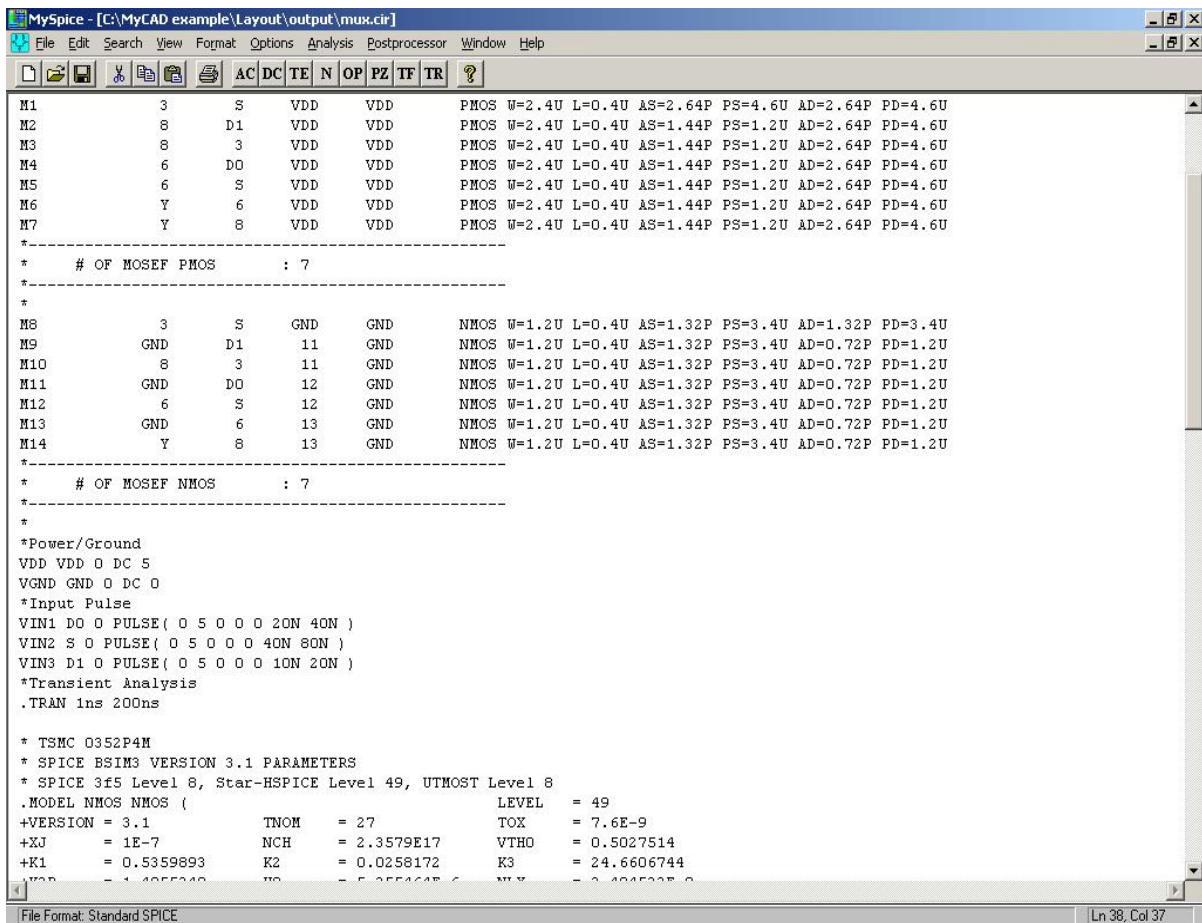 MySpice - [C:\MyCAD example\Layout\output\mux.cir]
File Edit Search View Format Options Analysis Postprocessor Window Help
AC DC TE N OP PZ TF TR ?
M1 3 S VDD VDD PMOS W=2.4U L=0.4U AS=2.64P PS=4.6U AD=2.64P PD=4.6U
M2 8 D1 VDD VDD PMOS W=2.4U L=0.4U AS=1.44P PS=1.2U AD=2.64P PD=4.6U
M3 8 3 VDD VDD PMOS W=2.4U L=0.4U AS=1.44P PS=1.2U AD=2.64P PD=4.6U
M4 6 D0 VDD VDD PMOS W=2.4U L=0.4U AS=1.44P PS=1.2U AD=2.64P PD=4.6U
M5 6 S VDD VDD PMOS W=2.4U L=0.4U AS=1.44P PS=1.2U AD=2.64P PD=4.6U
M6 Y 6 VDD VDD PMOS W=2.4U L=0.4U AS=1.44P PS=1.2U AD=2.64P PD=4.6U
M7 Y 8 VDD VDD PMOS W=2.4U L=0.4U AS=1.44P PS=1.2U AD=2.64P PD=4.6U
*---------------------------------------------------
* # OF MOSEF PMOS : 7
*---------------------------------------------------
*
M8 3 S GND GND NMOS W=1.2U L=0.4U AS=1.32P PS=3.4U AD=1.32P PD=3.4U
M9 GND D1 11 GND NMOS W=1.2U L=0.4U AS=1.32P PS=3.4U AD=0.72P PD=1.2U
M10 8 3 11 GND NMOS W=1.2U L=0.4U AS=1.32P PS=3.4U AD=0.72P PD=1.2U
M11 GND D0 12 GND NMOS W=1.2U L=0.4U AS=1.32P PS=3.4U AD=0.72P PD=1.2U
M12 6 S 12 GND NMOS W=1.2U L=0.4U AS=1.32P PS=3.4U AD=0.72P PD=1.2U
M13 GND 6 13 GND NMOS W=1.2U L=0.4U AS=1.32P PS=3.4U AD=0.72P PD=1.2U
M14 Y 8 13 GND NMOS W=1.2U L=0.4U AS=1.32P PS=3.4U AD=0.72P PD=1.2U
*---------------------------------------------------
* # OF MOSEF NMOS : 7
*---------------------------------------------------
*
*Power/Ground
VDD VDD 0 DC 5
VGND GND 0 DC 0
*Input Pulse
VIN1 D0 0 PULSE( 0 5 0 0 0 20N 40N )
VIN2 S 0 PULSE( 0 5 0 0 0 40N 80N )
VIN3 D1 0 PULSE( 0 5 0 0 0 10N 20N )
*Transient Analysis
.TRAN 1ns 200ns
* TSMC 0352P4M
* SPICE BSIM3 VERSION 3.1 PARAMETERS
* SPICE 3f5 Level 8, Star-HSPICE Level 49, UTMOST Level 8
.MODEL NMOS NMOS ( LEVEL = 49
+VERSION = 3.1 TNOM = 27 TOX = 7.6E-9
+XJ = 1E-7 NCH = 2.3579E17 VTH0 = 0.5027514
+K1 = 0.5359893 K2 = 0.0258172 K3 = 24.6606744
File Format: Standard SPICE Ln 38, Col 37